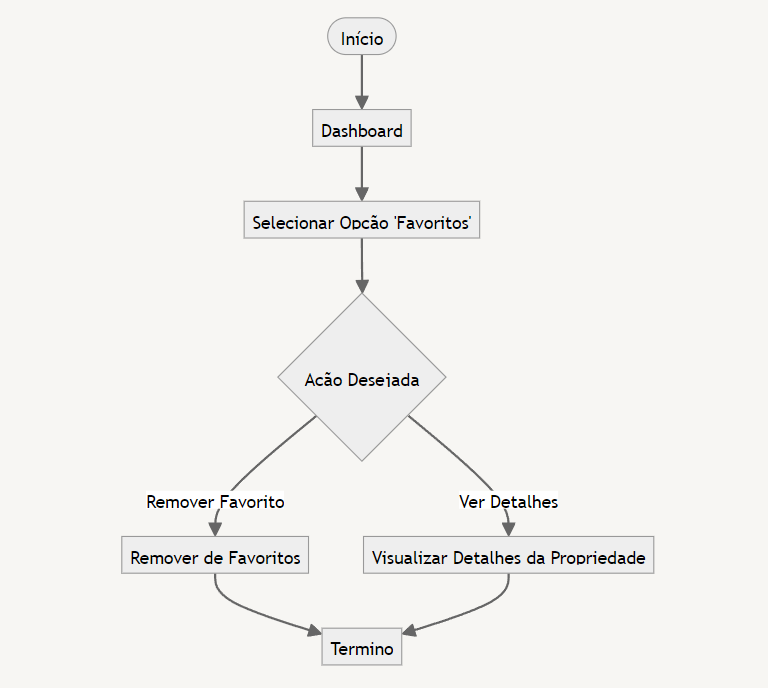 Início
Dashboard
Selecionar Opção 'Favoritos'
Ação Desejada
Remover Favorito
Ver Detalhes
Remover de Favoritos
Visualizar Detalhes da Propriedade
Termino